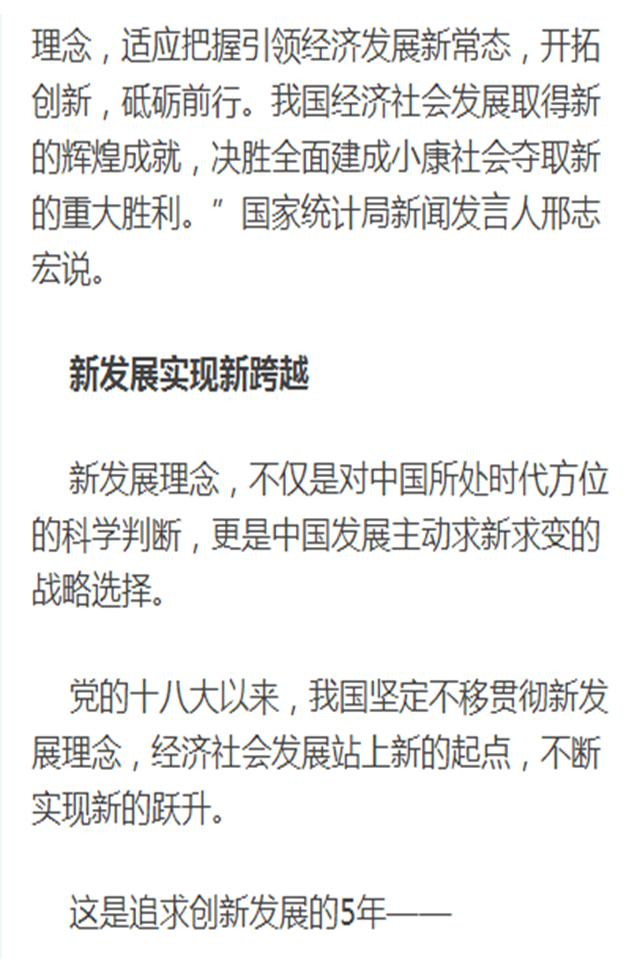 理念，适应把握引领经济发展新常态，开拓
创新，砥砺前行。我国经济社会发展取得新
的辉煌成就，决胜全面建成小康社会夺取新
的重大胜利。”国家统计局新闻发言人邢志
宏说。
新发展实现新跨越
新发展理念，不仅是对中国所处时代方位
的科学判断，更是中国发展主动求新求变的
战略选择。
党的十八大以来，我国坚定不移贯彻新发
展理念，经济社会发展站上新的起点，不断
实现新的跃升。
这是追求创新发展的5年——